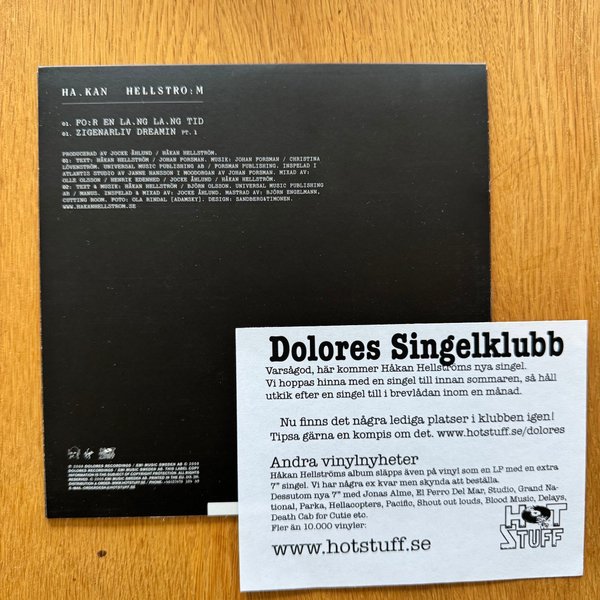 HA.KAN HELLSTRO:M
01. FO:R EN LA.NG LA.NG TID
01. ZIGENARLIV DREAMIN PT. 1
PRODUCERAD AV JOCKE ÅHLUND / HÅKAN HELLSTRÖM.
01: TEXT: HÅKAN HELLSTRÖM / JOHAN FORSMAN. MUSIK: JOHAN FORSMAN / CHRISTINA
LÖVENSTRÖM. UNIVERSAL MUSIC PUBLISHING AB / FORSMAN PUBLISHING. INSPELAD I
ATLANTIS STUDIO AV JANNE HANSSON I MOODORGAN AV JOHAN FORSMAN. MIXAD AV:
OLLE OLSSON / HENRIK EDENHED / JOCKE ÅHLUND / HÅKAN HELLSTRÖM.
02: TEXT & MUSIK: HÅKAN HELLSTRÖM / BJÖRN OLSSON. UNIVERSAL MUSIC PUBLISHING
AB / MANUS. INSPELAD & MIXAD AV: JOCKE ÅHLUND. MASTRAD AV: BJÖRN ENGELMANN,
CUTTING ROOM. FOTO: OLA RINDAL [ADAMSKY]. DESIGN: SANDBERG&TIMONEN.
WWW.HAKANHELLSTROM.SE
Dolores Singelklubb
Varsågod, här kommer Håkan Hellströms nya singel.
Vi hoppas hinna med en singel till innan sommaren, så håll
utkik efter en singel till i brevlådan inom en månad.
Nu finns det några lediga platser i klubben igen!
Tipsa gärna en kompis om det. www.hotstuff.se/dolores
Andra vinylnyheter
Håkan Hellströms album släpps även på vinyl som en LP med en extra
7" singel. Vi har några ex kvar men skynda att beställa.
Dessutom nya 7" med Jonas Alme, El Perro Del Mar, Studio, Grand Na-
tional, Parka, Hellacopters, Pacific, Shout out louds, Blood Music, Delays,
Death Cab for Cutie etc.
Fler än 10.000 vinyler:
www.hotstuff.se
HOT
STUFF